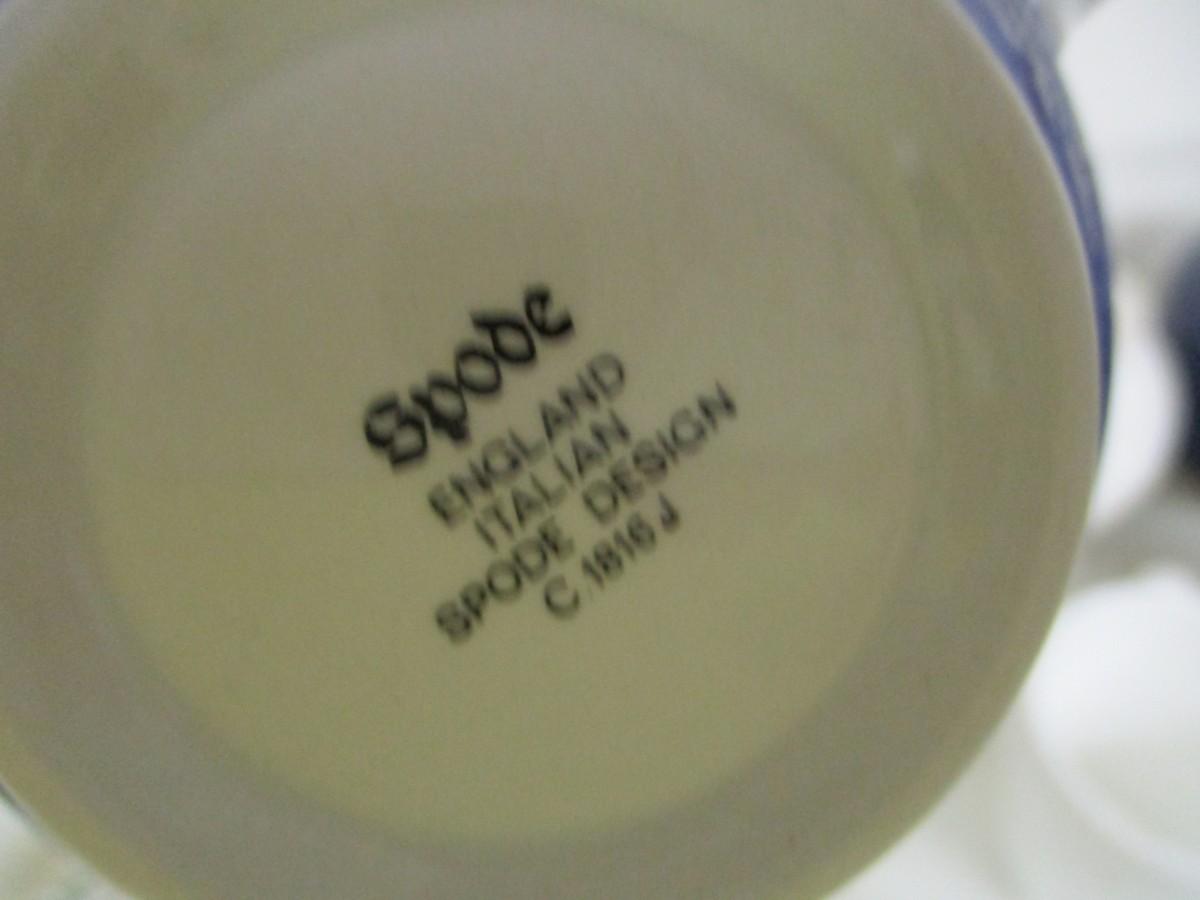 Spode
ENGLAND
ITALIAN
SPODE DESIGN
C.1816 J